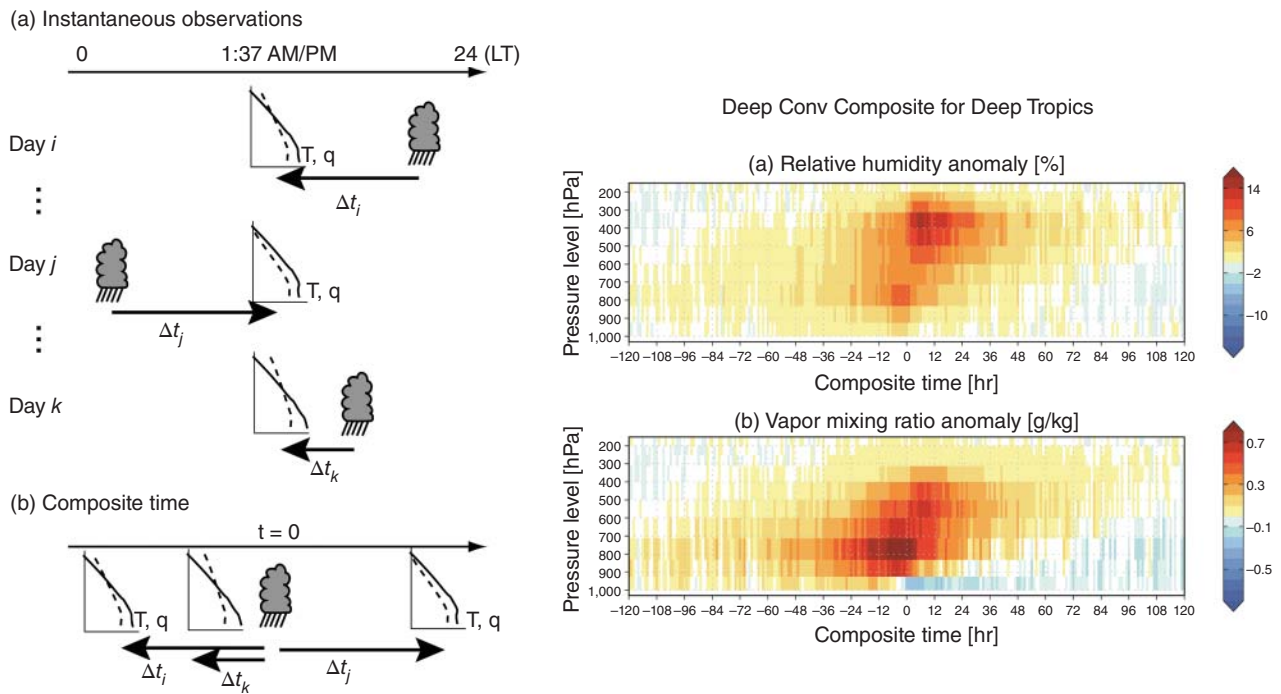 (a) Instantaneous observations
0 1:37 AM/PM 24 (LT)
Day i
T, q
Δtᵢ
⋮
Day j
T, q
Δtⱼ
⋮
Day k
Δtₖ
(b) Composite time
t = 0
T, q
T, q
Δtᵢ
Δtₖ
Δtⱼ
Deep Conv Composite for Deep Tropics
(a) Relative humidity anomaly [%]
Pressure level [hPa]
200
300
400
500
600
700
800
900
1,000
−120 −108 −96 −84 −72 −60 −48 −36 −24 −12 0 12 24 36 48 60 72 84 96 108 120
Composite time [hr]
14
6
−2
−10
(b) Vapor mixing ratio anomaly [g/kg]
Pressure level [hPa]
200
300
400
500
600
700
800
900
1,000
−120 −108 −96 −84 −72 −60 −48 −36 −24 −12 0 12 24 36 48 60 72 84 96 108 120
Composite time [hr]
0.7
0.3
−0.1
−0.5